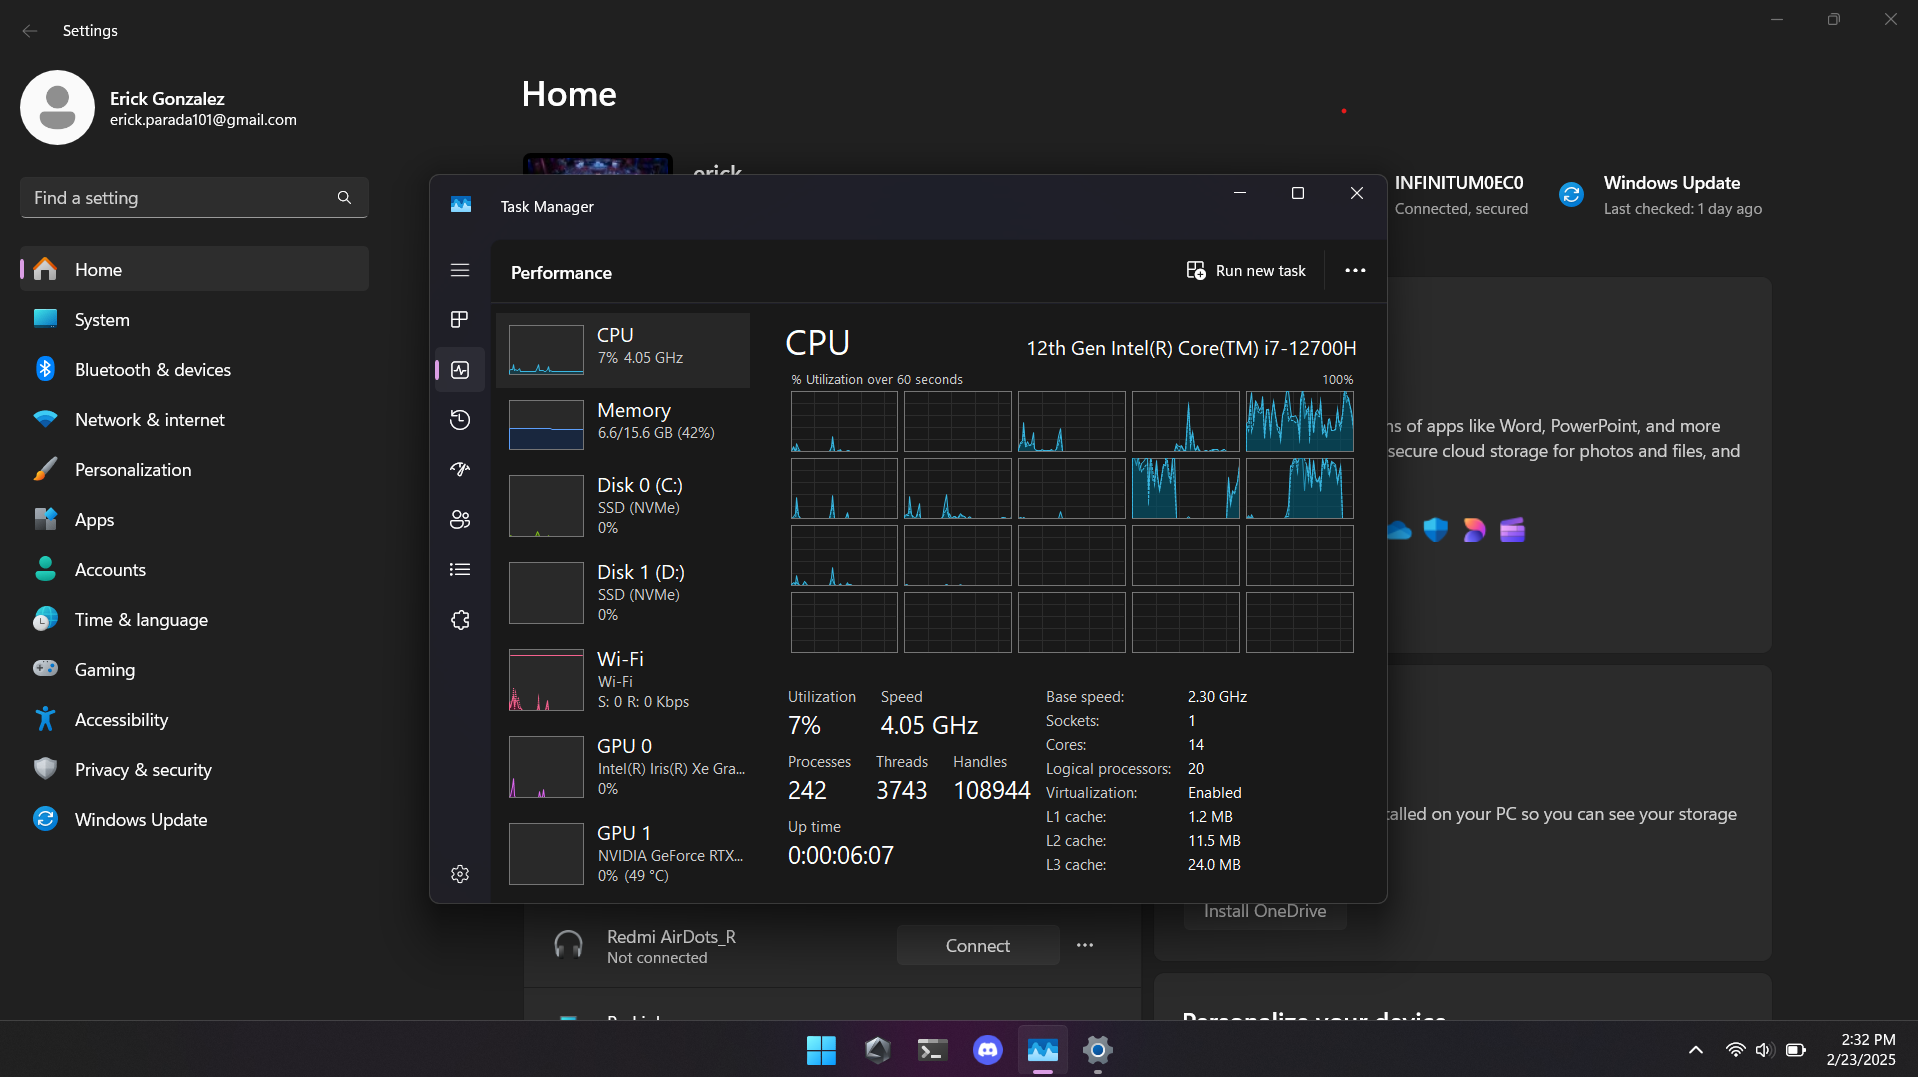 Settings
Erick Gonzalez
erick.parada101@gmail.com
Find a setting
Home
System
Bluetooth & devices
Network & internet
Personalization
Apps
Accounts
Time & language
Gaming
Accessibility
Privacy & security
Windows Update
Home
erick
INFINITUM0EC0
Connected, secured
Windows Update
Last checked: 1 day ago
Task Manager
Performance
Run new task
CPU
7% 4.05 GHz
Memory
6.6/15.6 GB (42%)
Disk 0 (C:)
SSD (NVMe)
0%
Disk 1 (D:)
SSD (NVMe)
0%
Wi-Fi
Wi-Fi
S: 0 R: 0 Kbps
GPU 0
Intel(R) Iris(R) Xe Gra...
0%
GPU 1
NVIDIA GeForce RTX...
0% (49 °C)
CPU
12th Gen Intel(R) Core(TM) i7-12700H
% Utilization over 60 seconds
100%
Utilization
7%
Speed
4.05 GHz
Processes
242
Threads
3743
Handles
108944
Up time
0:00:06:07
Base speed: 2.30 GHz
Sockets: 1
Cores: 14
Logical processors: 20
Virtualization: Enabled
L1 cache: 1.2 MB
L2 cache: 11.5 MB
L3 cache: 24.0 MB
of apps like Word, PowerPoint, and more
secure cloud storage for photos and files, and
on your PC so you can see your storage
Install OneDrive
Redmi AirDots_R
Not connected
Connect
Personalize your device
2:32 PM
2/23/2025